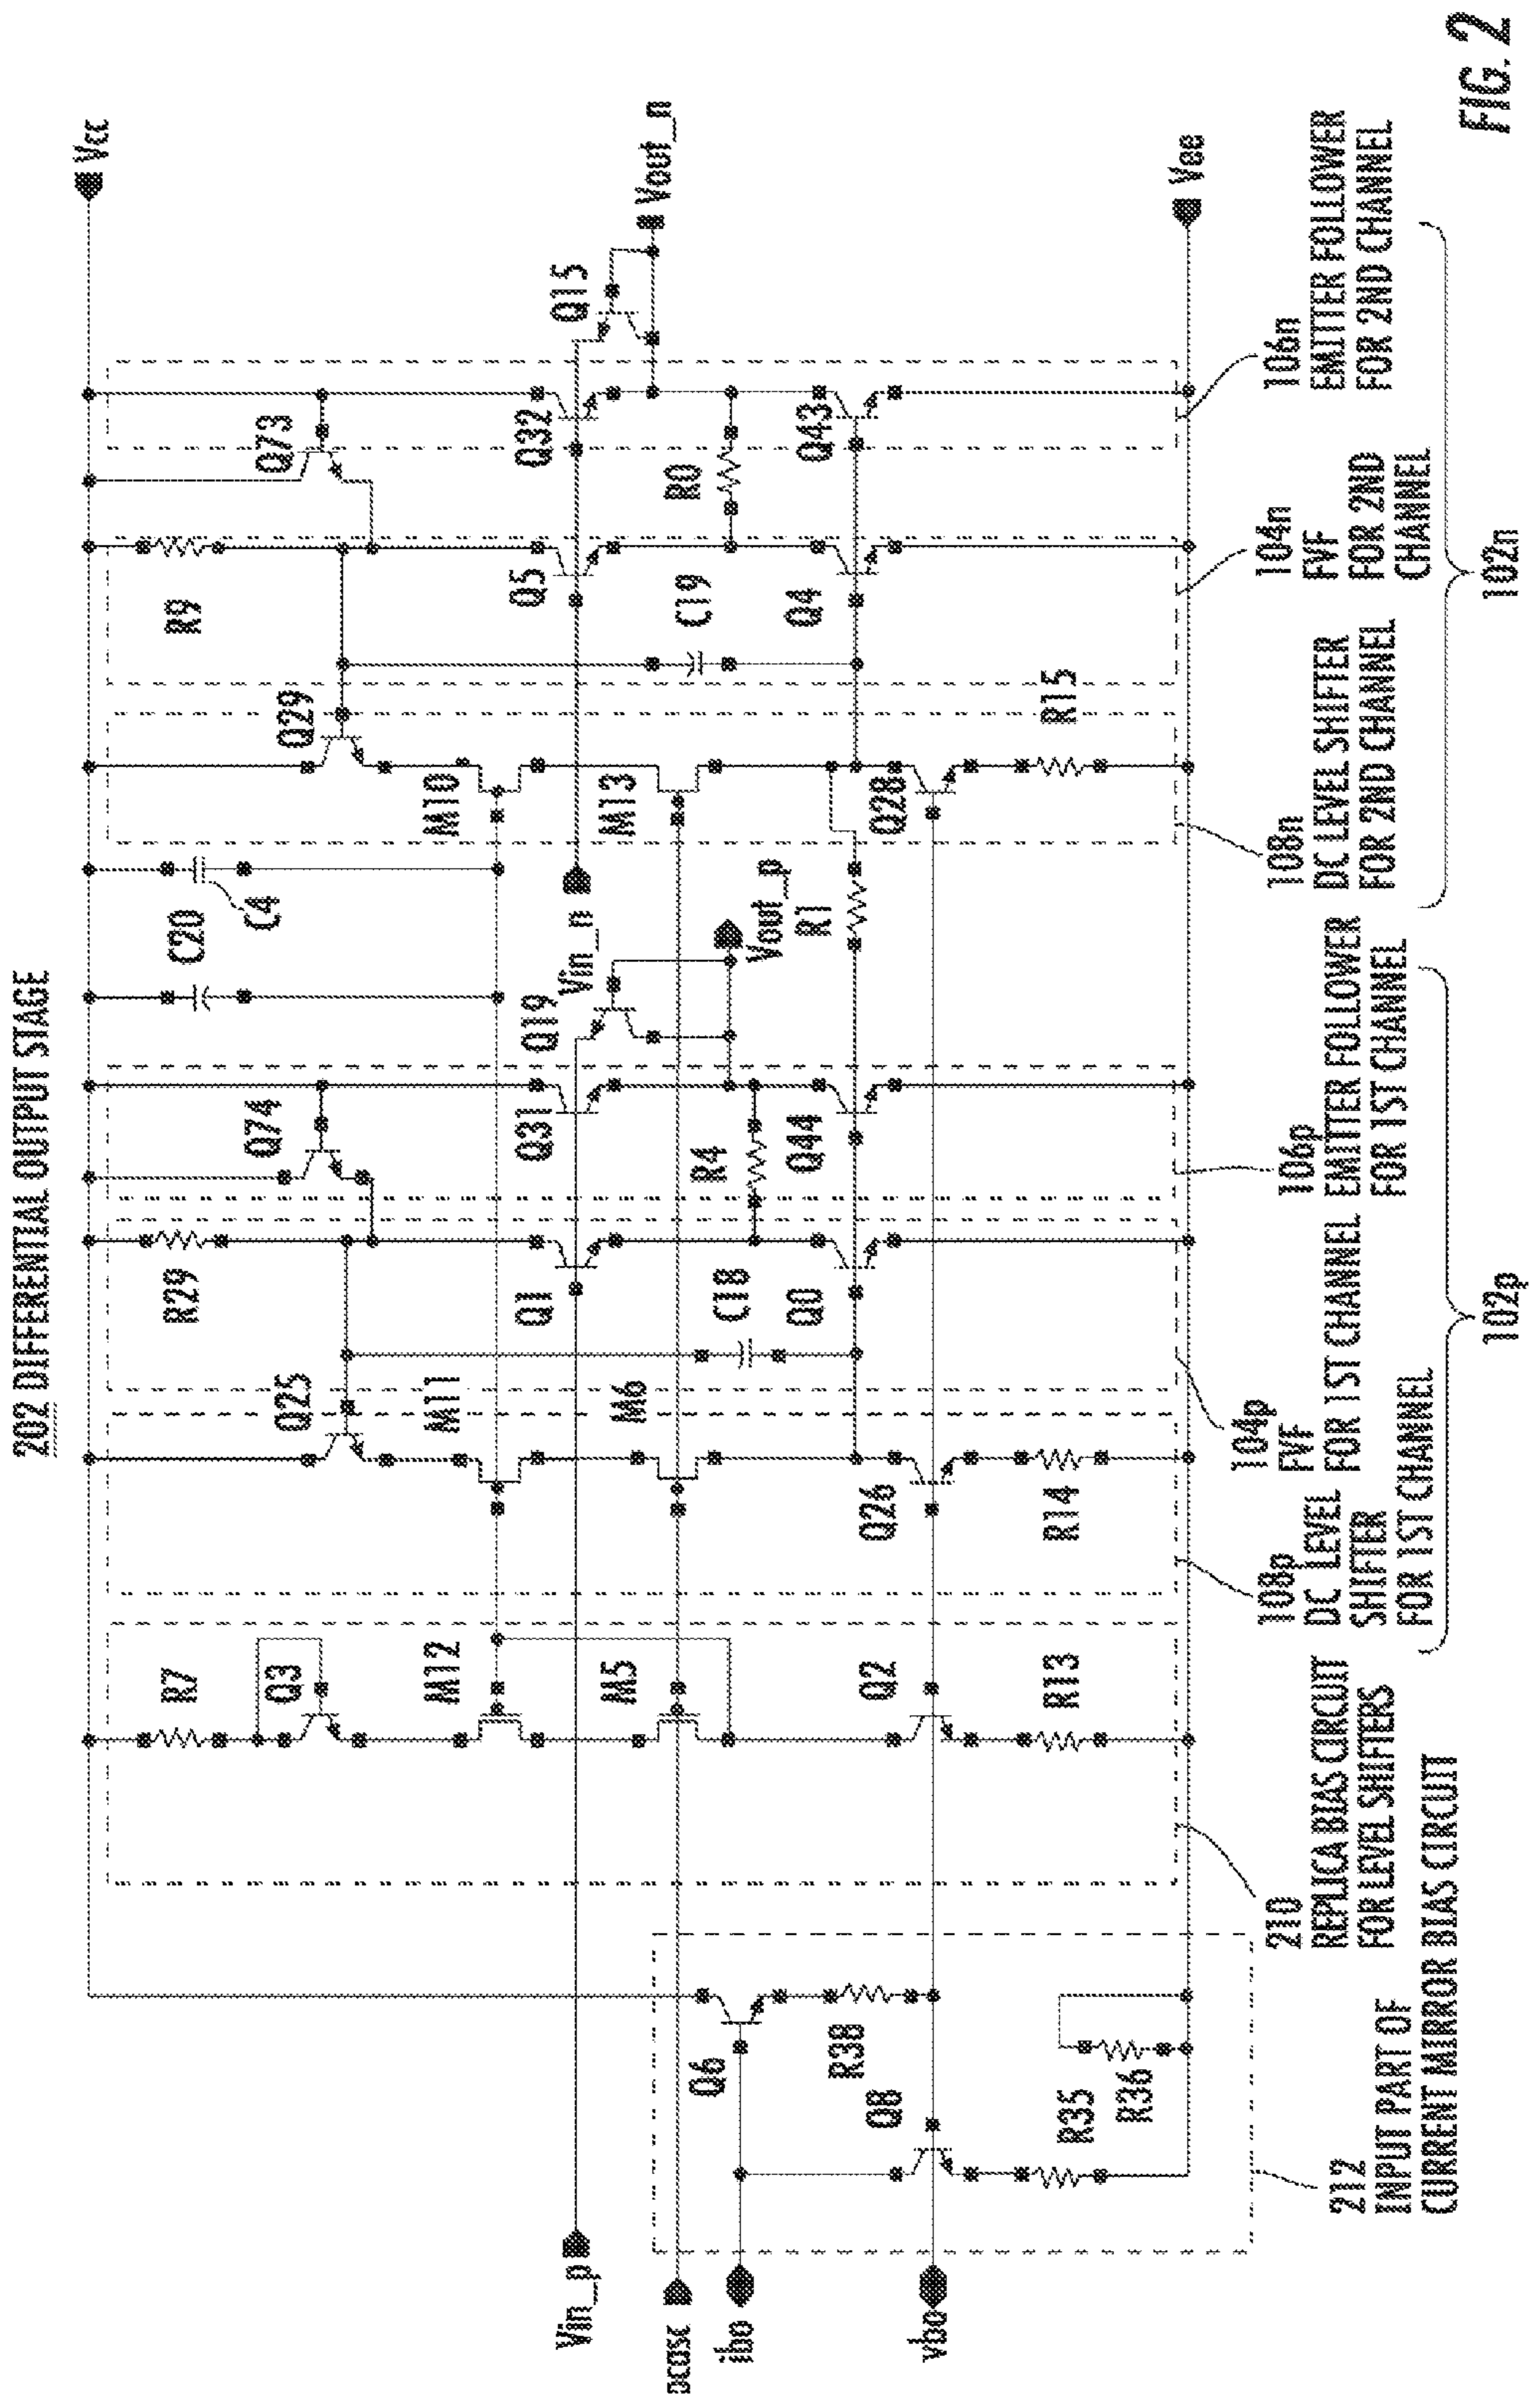 202 DIFFERENTIAL OUTPUT STAGE
Vcc
C20
C4
R7
R29
R9
Q3
Q25
Q74
Q29
Q73
M12
M11
M10
Q1
Q31
Q19
Q5
Q32
Q15
Vin_p
Vin_n
M5
M6
M13
C18
R4
Vout_p
C19
R0
Vout_n
ncasc
ibo
Q6
Q0
Q44
R1
Q4
Q43
R38
Q8
Q2
Q26
Q28
vbo
R35
R36
R13
R14
R15
Vee
212
INPUT PART OF
CURRENT MIRROR BIAS CIRCUIT
210
REPLICA BIAS CIRCUIT
FOR LEVEL SHIFTERS
108p
DC LEVEL
SHIFTER
FOR 1ST CHANNEL
104p
FVF
FOR 1ST CHANNEL
106p
EMITTER FOLLOWER
FOR 1ST CHANNEL
102p
108n
DC LEVEL SHIFTER
FOR 2ND CHANNEL
104n
FVF
FOR 2ND
CHANNEL
106n
EMITTER FOLLOWER
FOR 2ND CHANNEL
102n
FIG. 2